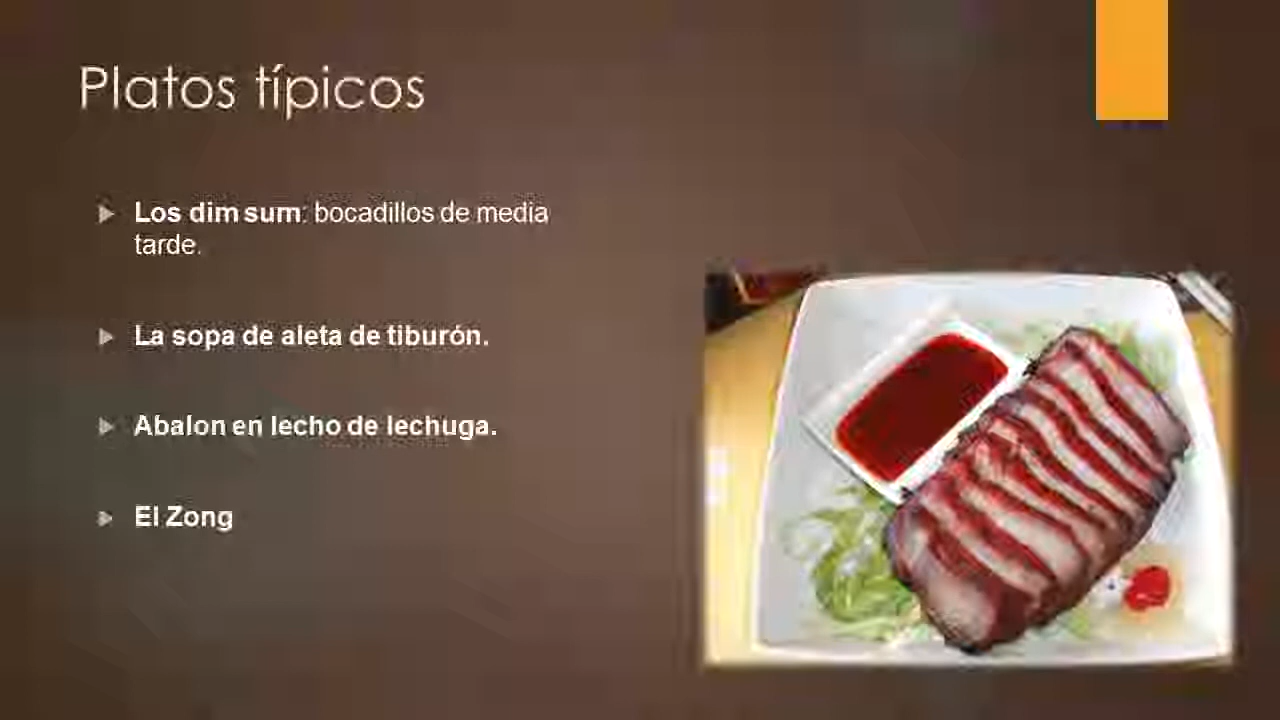 Platos típicos
Los dim sum: bocadillos de media
tarde.
La sopa de aleta de tiburón.
Abalon en lecho de lechuga.
El Zong